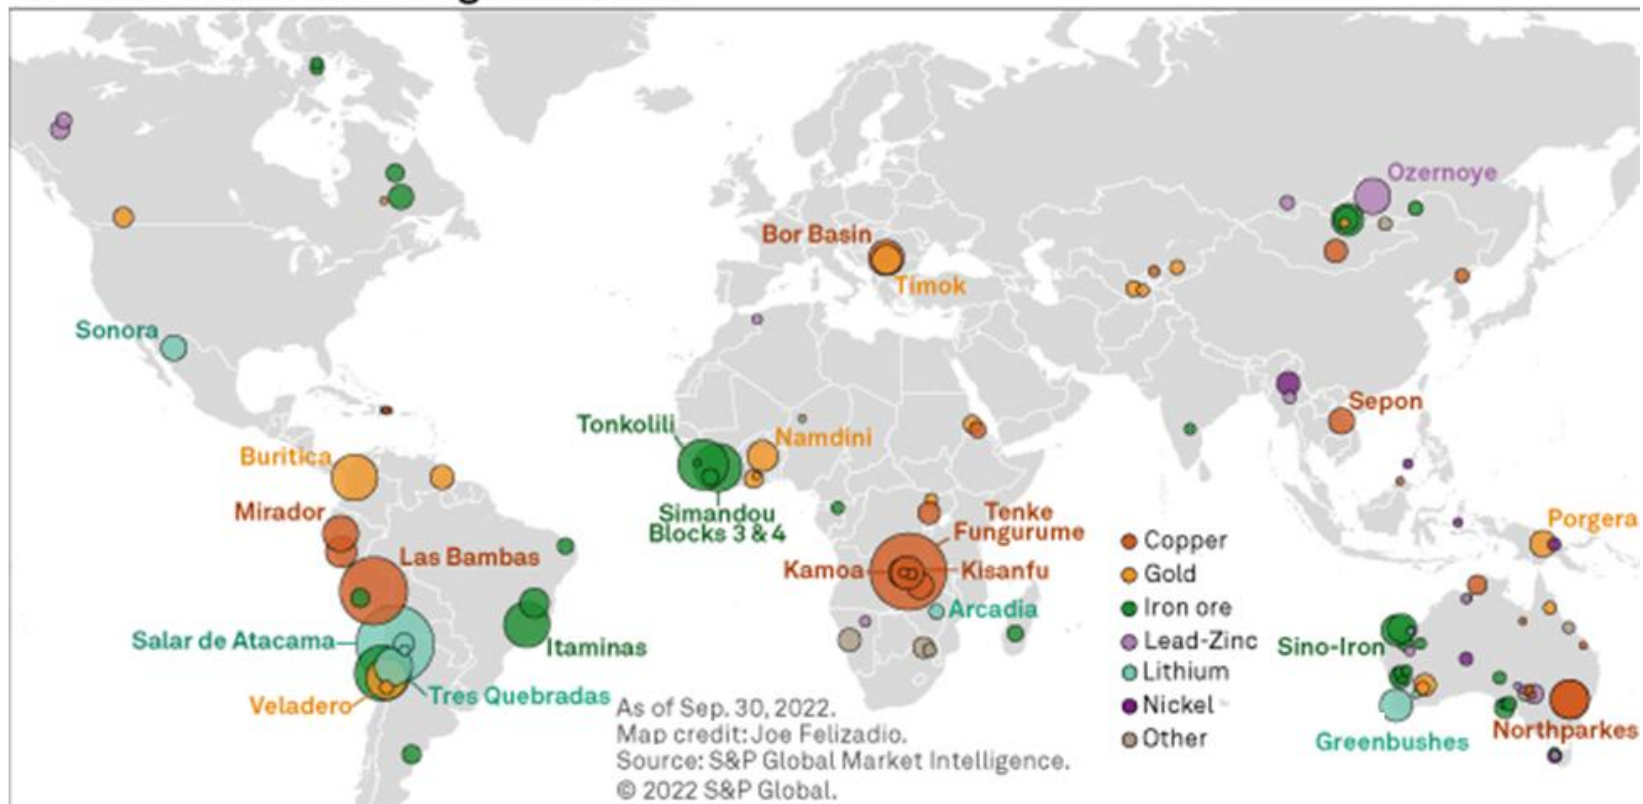 Ozernoye
Bor Basin
Timok
Sonora
Sepon
Tonkolili
Namdini
Buritica
Mirador
Simandou
Blocks 3 & 4
Tenke
Fungurume
Porgera
Las Bambas
Kamoa
Kisanfu
Arcadia
Salar de Atacama
Itaminas
Sino-Iron
Tres Quebradas
Veladero
Greenbushes
Northparkes
Copper
Gold
Iron ore
Lead-Zinc
Lithium
Nickel
Other
As of Sep. 30, 2022.
Map credit: Joe Felizadio.
Source: S&P Global Market Intelligence.
© 2022 S&P Global.